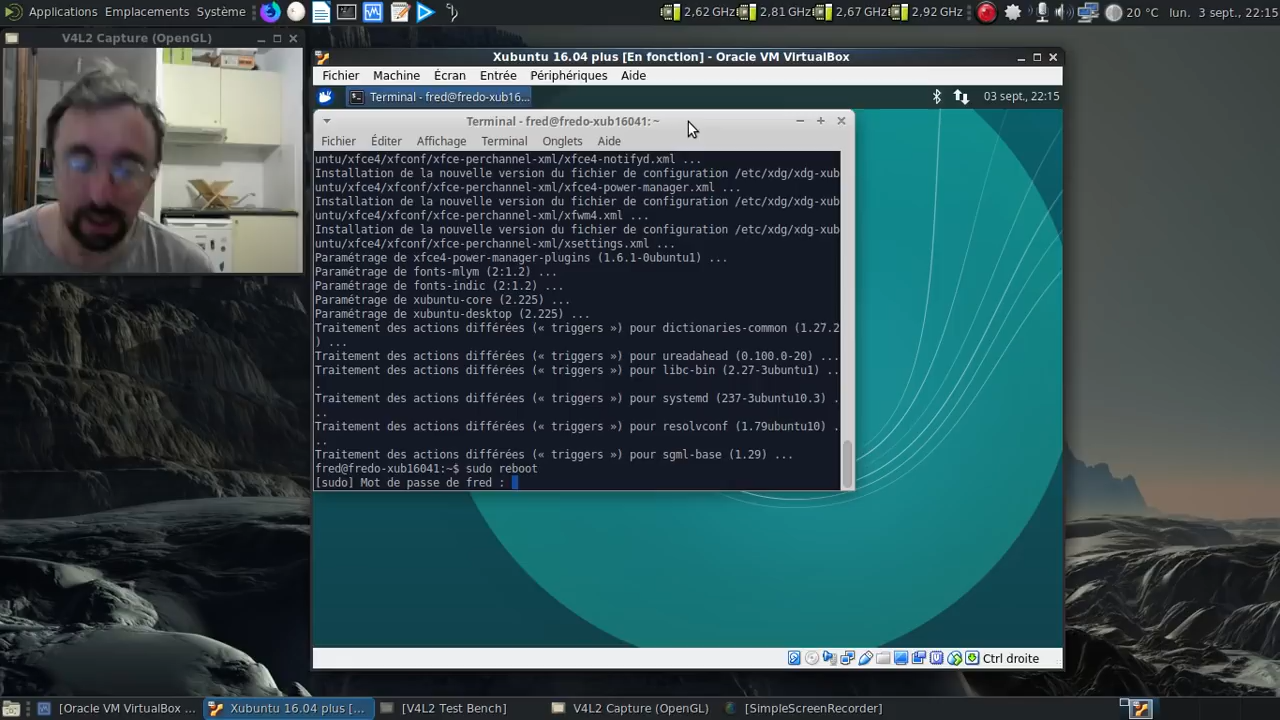 Applications Emplacements Système 2,62 GHz 2,81 GHz 2,67 GHz 2,92 GHz 20 °C lun. 3 sept., 22:15
V4L2 Capture (OpenGL)
Xubuntu 16.04 plus [En fonction] - Oracle VM VirtualBox
Fichier Machine Écran Entrée Périphériques Aide
Terminal - fred@fredo-xub16... 03 sept., 22:15
Terminal - fred@fredo-xub16041: ~
Fichier Éditer Affichage Terminal Onglets Aide
untu/xfce4/xfconf/xfce-perchannel-xml/xfce4-notifyd.xml ...
Installation de la nouvelle version du fichier de configuration /etc/xdg/xdg-xub
untu/xfce4/xfconf/xfce-perchannel-xml/xfce4-power-manager.xml ...
Installation de la nouvelle version du fichier de configuration /etc/xdg/xdg-xub
untu/xfce4/xfconf/xfce-perchannel-xml/xfwm4.xml ...
Installation de la nouvelle version du fichier de configuration /etc/xdg/xdg-xub
untu/xfce4/xfconf/xfce-perchannel-xml/xsettings.xml ...
Paramétrage de xfce4-power-manager-plugins (1.6.1-0ubuntu1) ...
Paramétrage de fonts-mlym (2:1.2) ...
Paramétrage de fonts-indic (2:1.2) ...
Paramétrage de xubuntu-core (2.225) ...
Paramétrage de xubuntu-desktop (2.225) ...
Traitement des actions différées (« triggers ») pour dictionaries-common (1.27.2
) ...
Traitement des actions différées (« triggers ») pour ureadahead (0.100.0-20) ...
Traitement des actions différées (« triggers ») pour libc-bin (2.27-3ubuntu1) ..
.
Traitement des actions différées (« triggers ») pour systemd (237-3ubuntu10.3) .
..
Traitement des actions différées (« triggers ») pour resolvconf (1.79ubuntu10) .
..
Traitement des actions différées (« triggers ») pour sgml-base (1.29) ...
fred@fredo-xub16041:~$ sudo reboot
[sudo] Mot de passe de fred :
Ctrl droite
[Oracle VM VirtualBox ... Xubuntu 16.04 plus [... [V4L2 Test Bench] V4L2 Capture (OpenGL) [SimpleScreenRecorder]